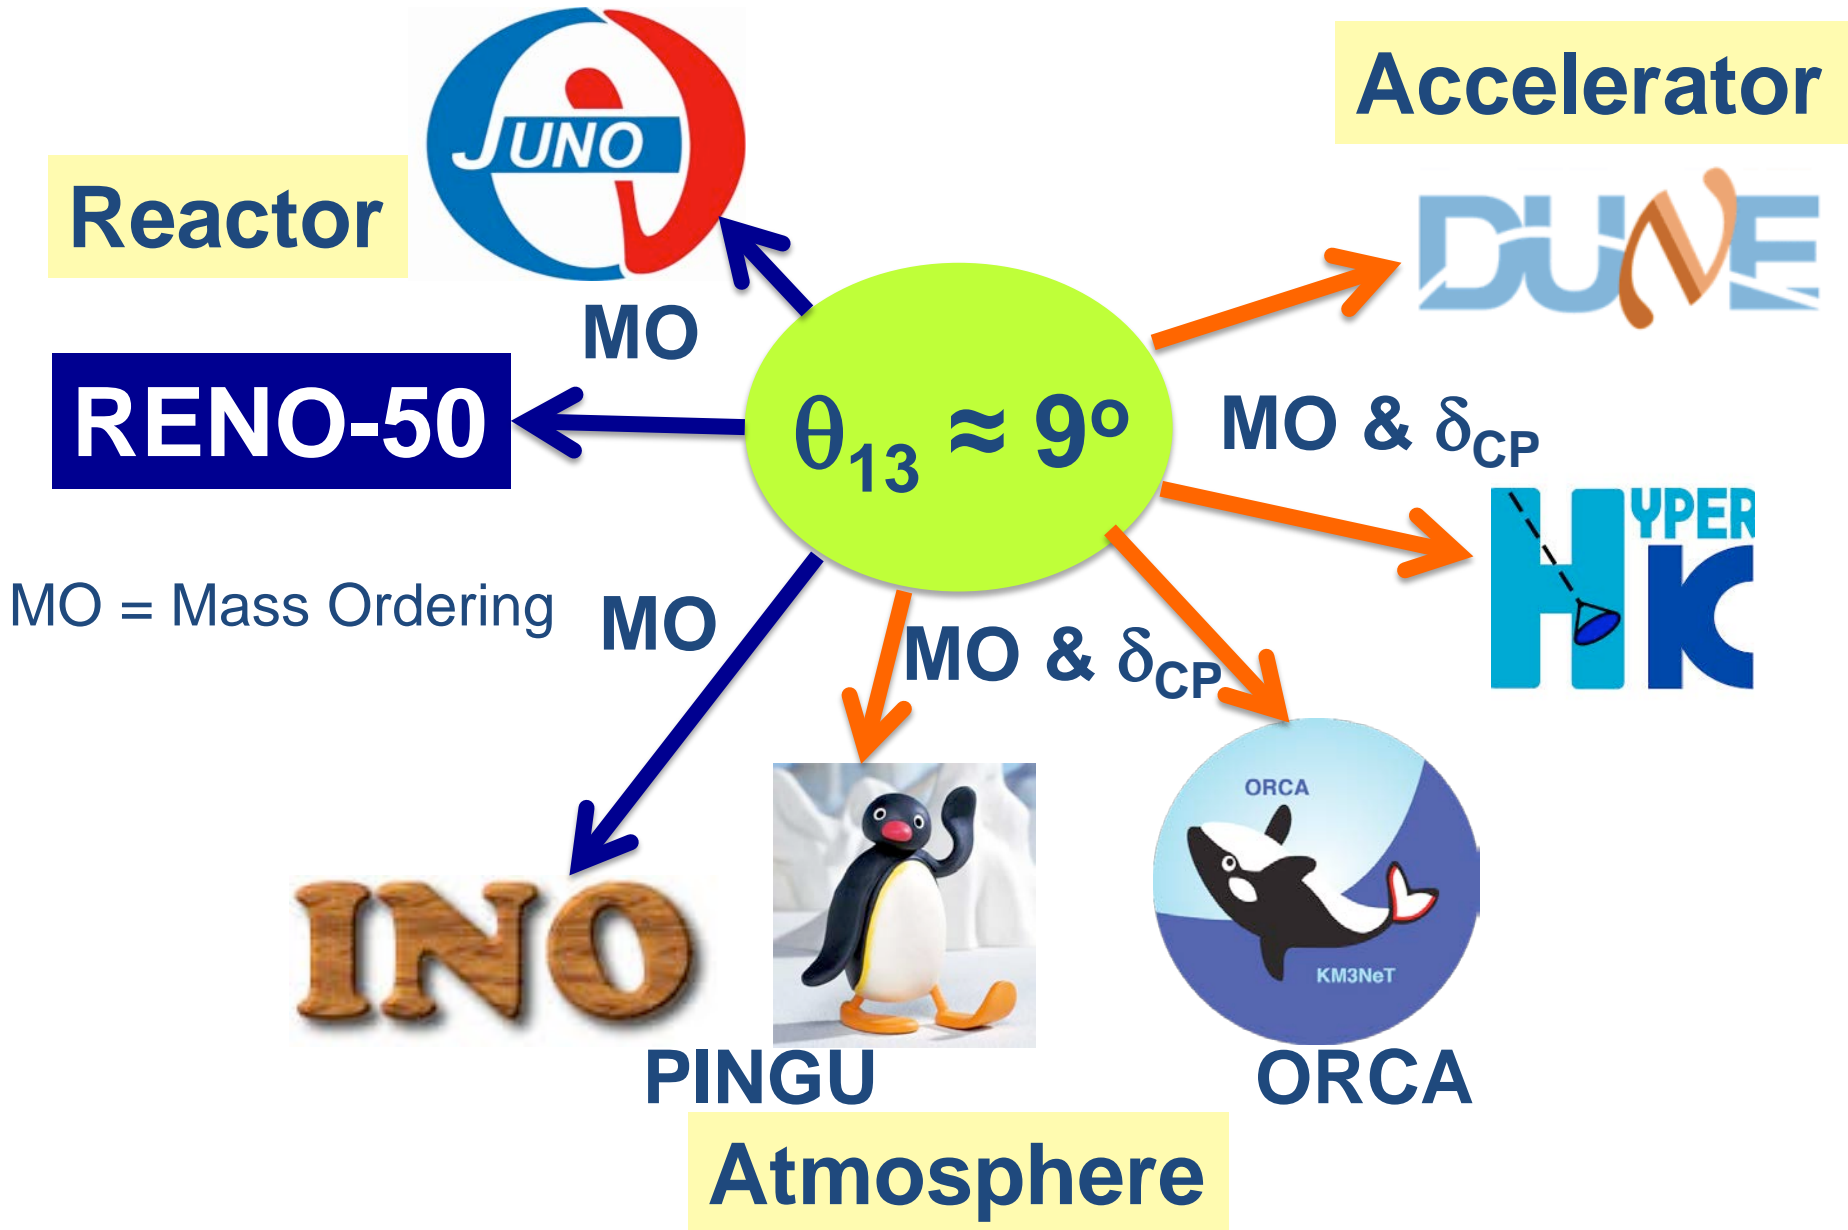 JUNO
Accelerator
Reactor
DUNE
MO
RENO-50
θ13 ≈ 9o
MO & δCP
HYPER
K
MO = Mass Ordering
MO
MO & δCP
ORCA
KM3NeT
INO
PINGU
ORCA
Atmosphere